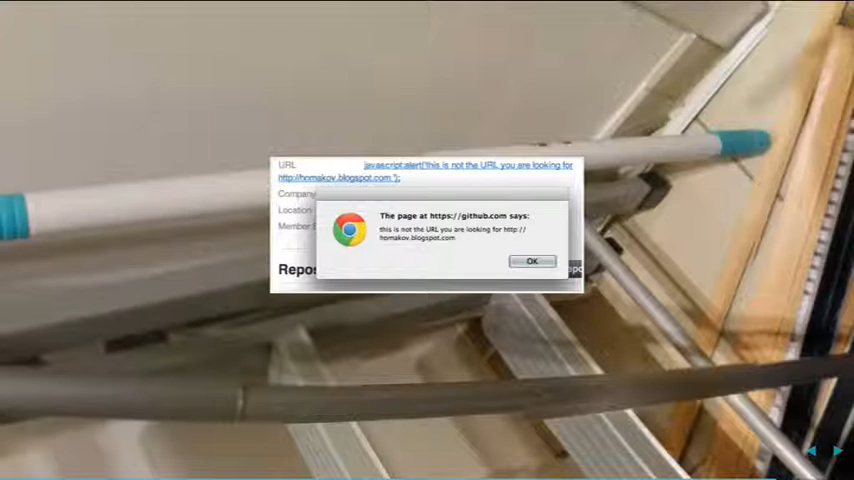 URL javascript:alert('this is not the URL you are looking for
http://homakov.blogspot.com ');
Company
Location
Member
The page at https://github.com says:
this is not the URL you are looking for http://
homakov.blogspot.com
OK
Repos